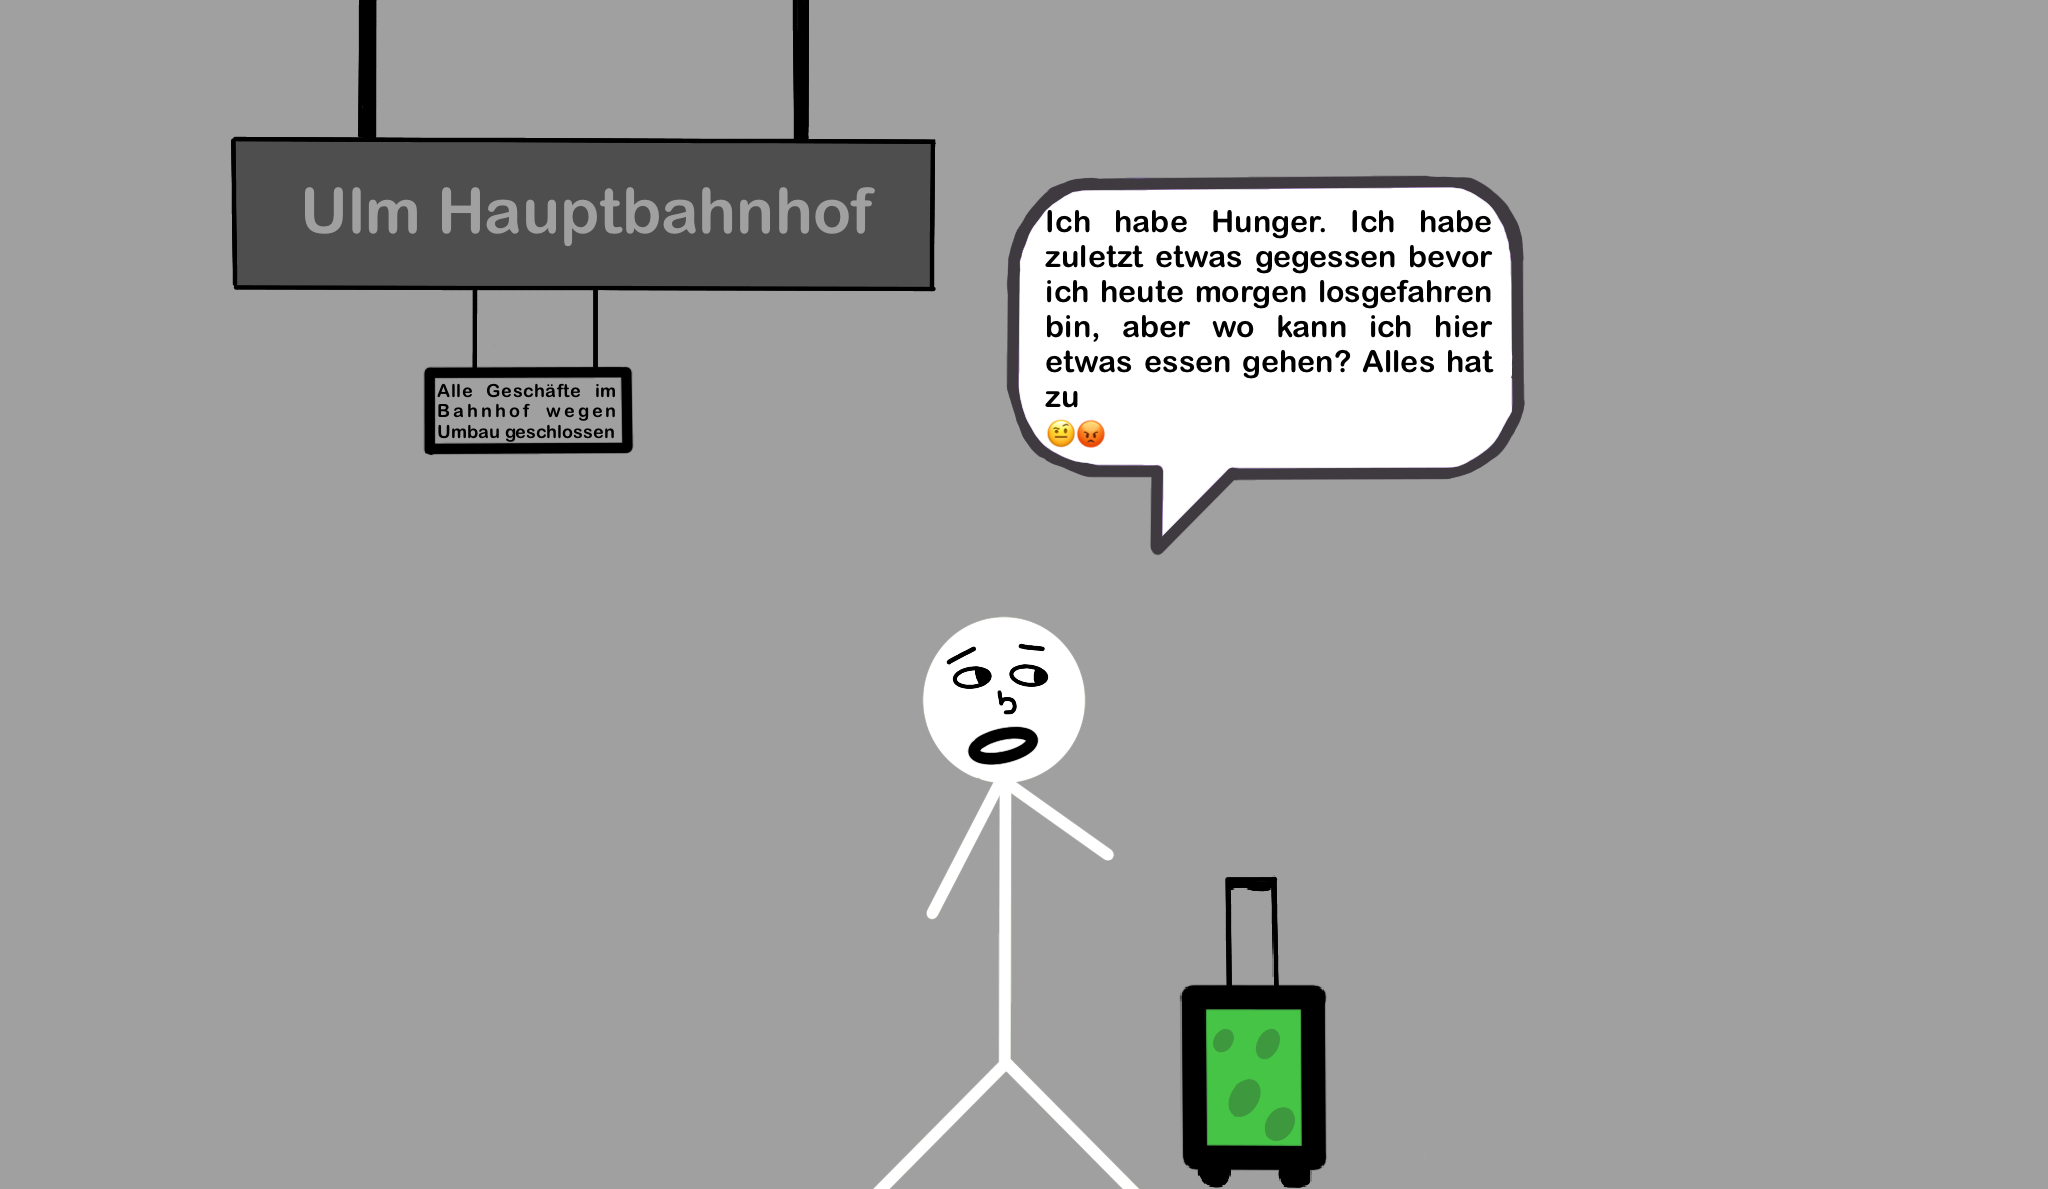 Ulm Hauptbahnhof
Alle Geschäfte im
Bahnhof wegen
Umbau geschlossen
Ich habe Hunger. Ich habe
zuletzt etwas gegessen bevor
ich heute morgen losgefahren
bin, aber wo kann ich hier
etwas essen gehen? Alles hat
zu
🤨😡